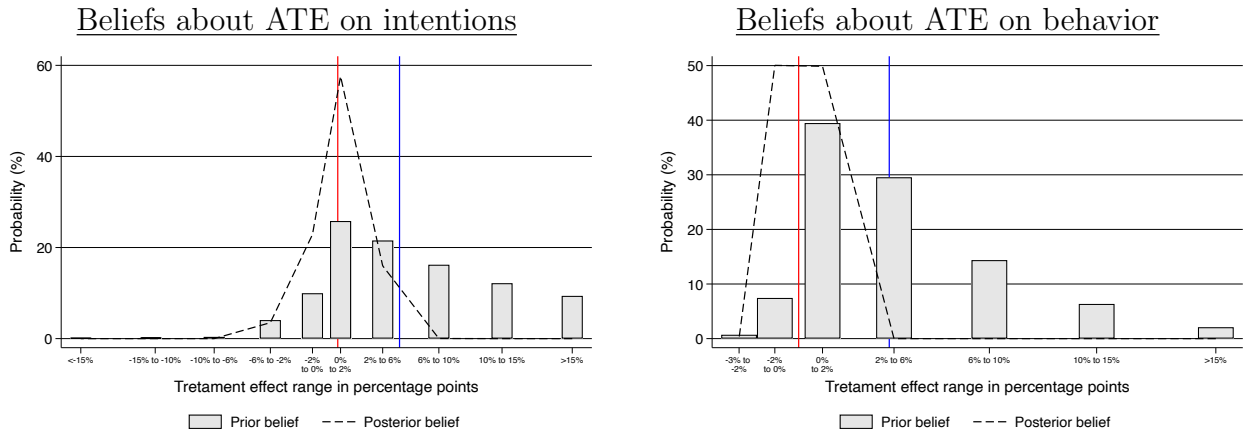 Beliefs about ATE on intentions
60
40
20
0
Probability (%)
<-15%
-15% to -10%
-10% to -6%
-6% to -2%
-2%
to 0%
0%
to 2%
2% to 6%
6% to 10%
10% to 15%
>15%
Tretament effect range in percentage points
Prior belief
Posterior belief
Beliefs about ATE on behavior
50
40
30
20
10
0
Probability (%)
-3% to
-2%
-2%
to 0%
0%
to 2%
2% to 6%
6% to 10%
10% to 15%
>15%
Tretament effect range in percentage points
Prior belief
Posterior belief